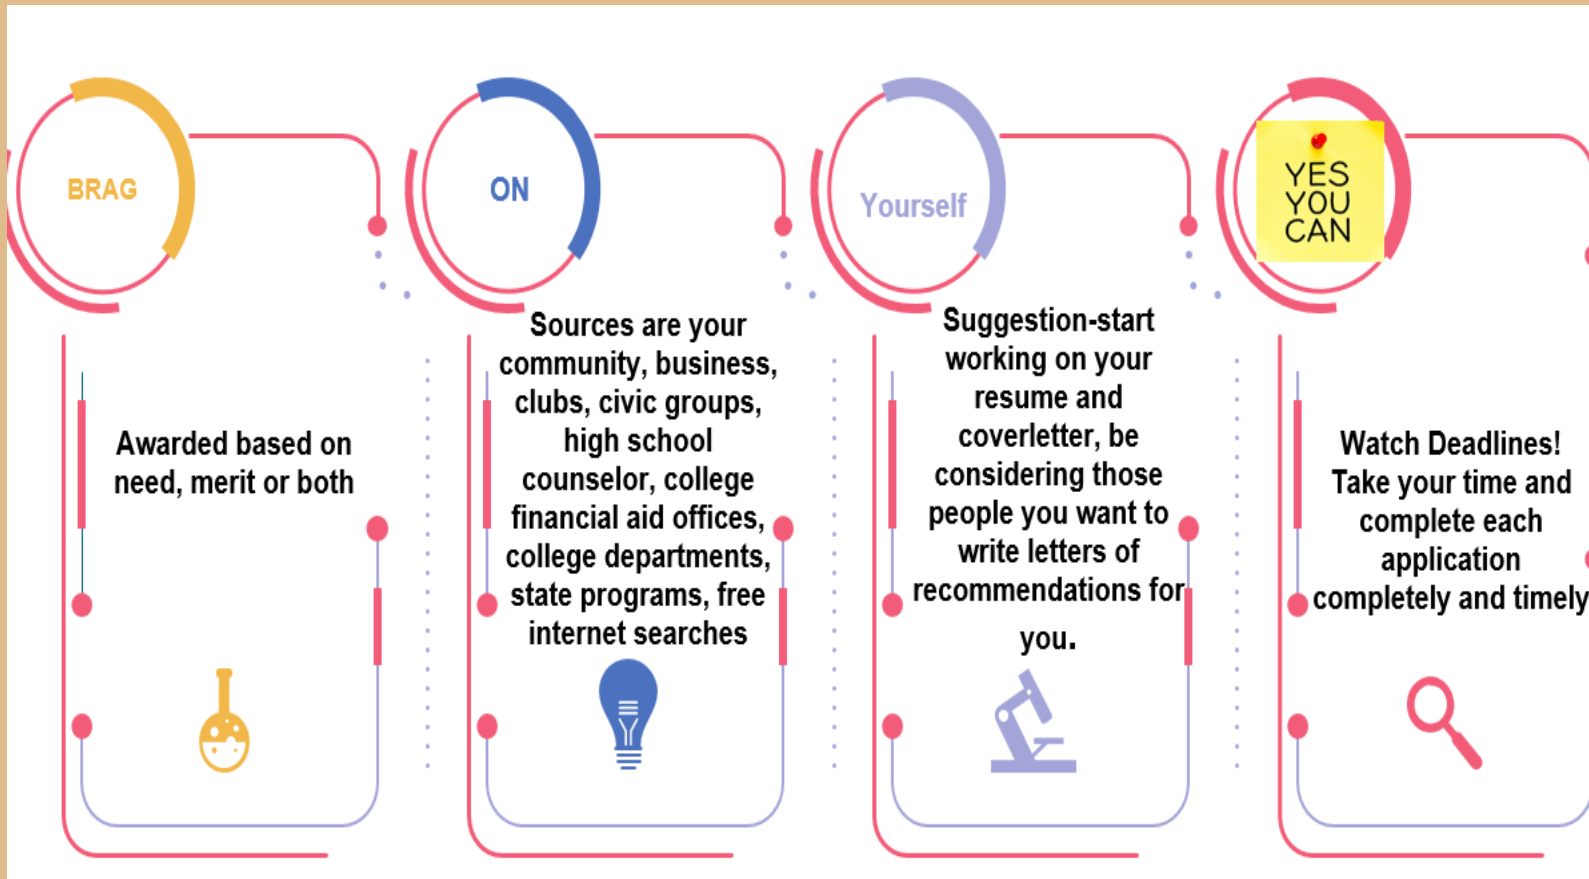 BRAG
Awarded based on
need, merit or both
ON
Sources are your
community, business,
clubs, civic groups,
high school
counselor, college
financial aid offices,
college departments,
state programs, free
internet searches
Yourself
Suggestion-start
working on your
resume and
coverletter, be
considering those
people you want to
write letters of
recommendations for
you.
YES
YOU
CAN
Watch Deadlines!
Take your time and
complete each
application
completely and timely